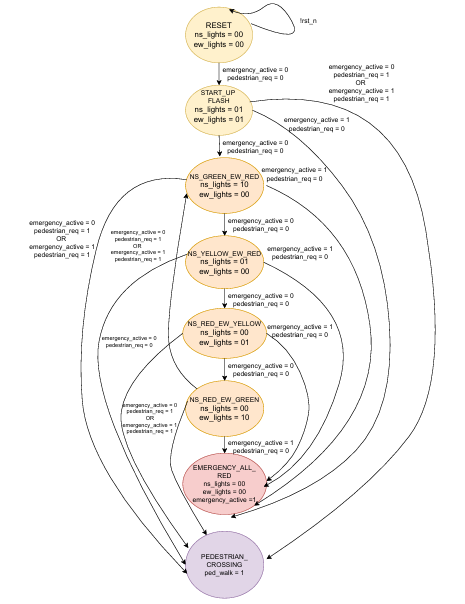 RESET
ns_lights = 00
ew_lights = 00
!rst_n
emergency_active = 0
pedestrian_req = 0
emergency_active = 0
pedestrian_req = 1
OR
emergency_active = 1
pedestrian_req = 1
START_UP
FLASH
ns_lights = 01
ew_lights = 01
emergency_active = 1
pedestrian_req = 0
emergency_active = 0
pedestrian_req = 0
NS_GREEN_EW_RED
ns_lights = 10
ew_lights = 00
emergency_active = 1
pedestrian_req = 0
emergency_active = 0
pedestrian_req = 1
OR
emergency_active = 1
pedestrian_req = 1
emergency_active = 0
pedestrian_req = 1
OR
emergency_active = 1
pedestrian_req = 1
emergency_active = 0
pedestrian_req = 0
NS_YELLOW_EW_RED
ns_lights = 01
ew_lights = 00
emergency_active = 1
pedestrian_req = 0
emergency_active = 0
pedestrian_req = 0
NS_RED_EW_YELLOW
ns_lights = 00
ew_lights = 01
emergency_active = 1
pedestrian_req = 0
emergency_active = 0
pedestrian_req = 0
emergency_active = 0
pedestrian_req = 0
NS_RED_EW_GREEN
ns_lights = 00
ew_lights = 10
emergency_active = 0
pedestrian_req = 1
OR
emergency_active = 1
pedestrian_req = 1
emergency_active = 1
pedestrian_req = 0
EMERGENCY_ALL_
RED
ns_lights = 00
ew_lights = 00
emergency_active =1
PEDESTRIAN_
CROSSING
ped_walk = 1